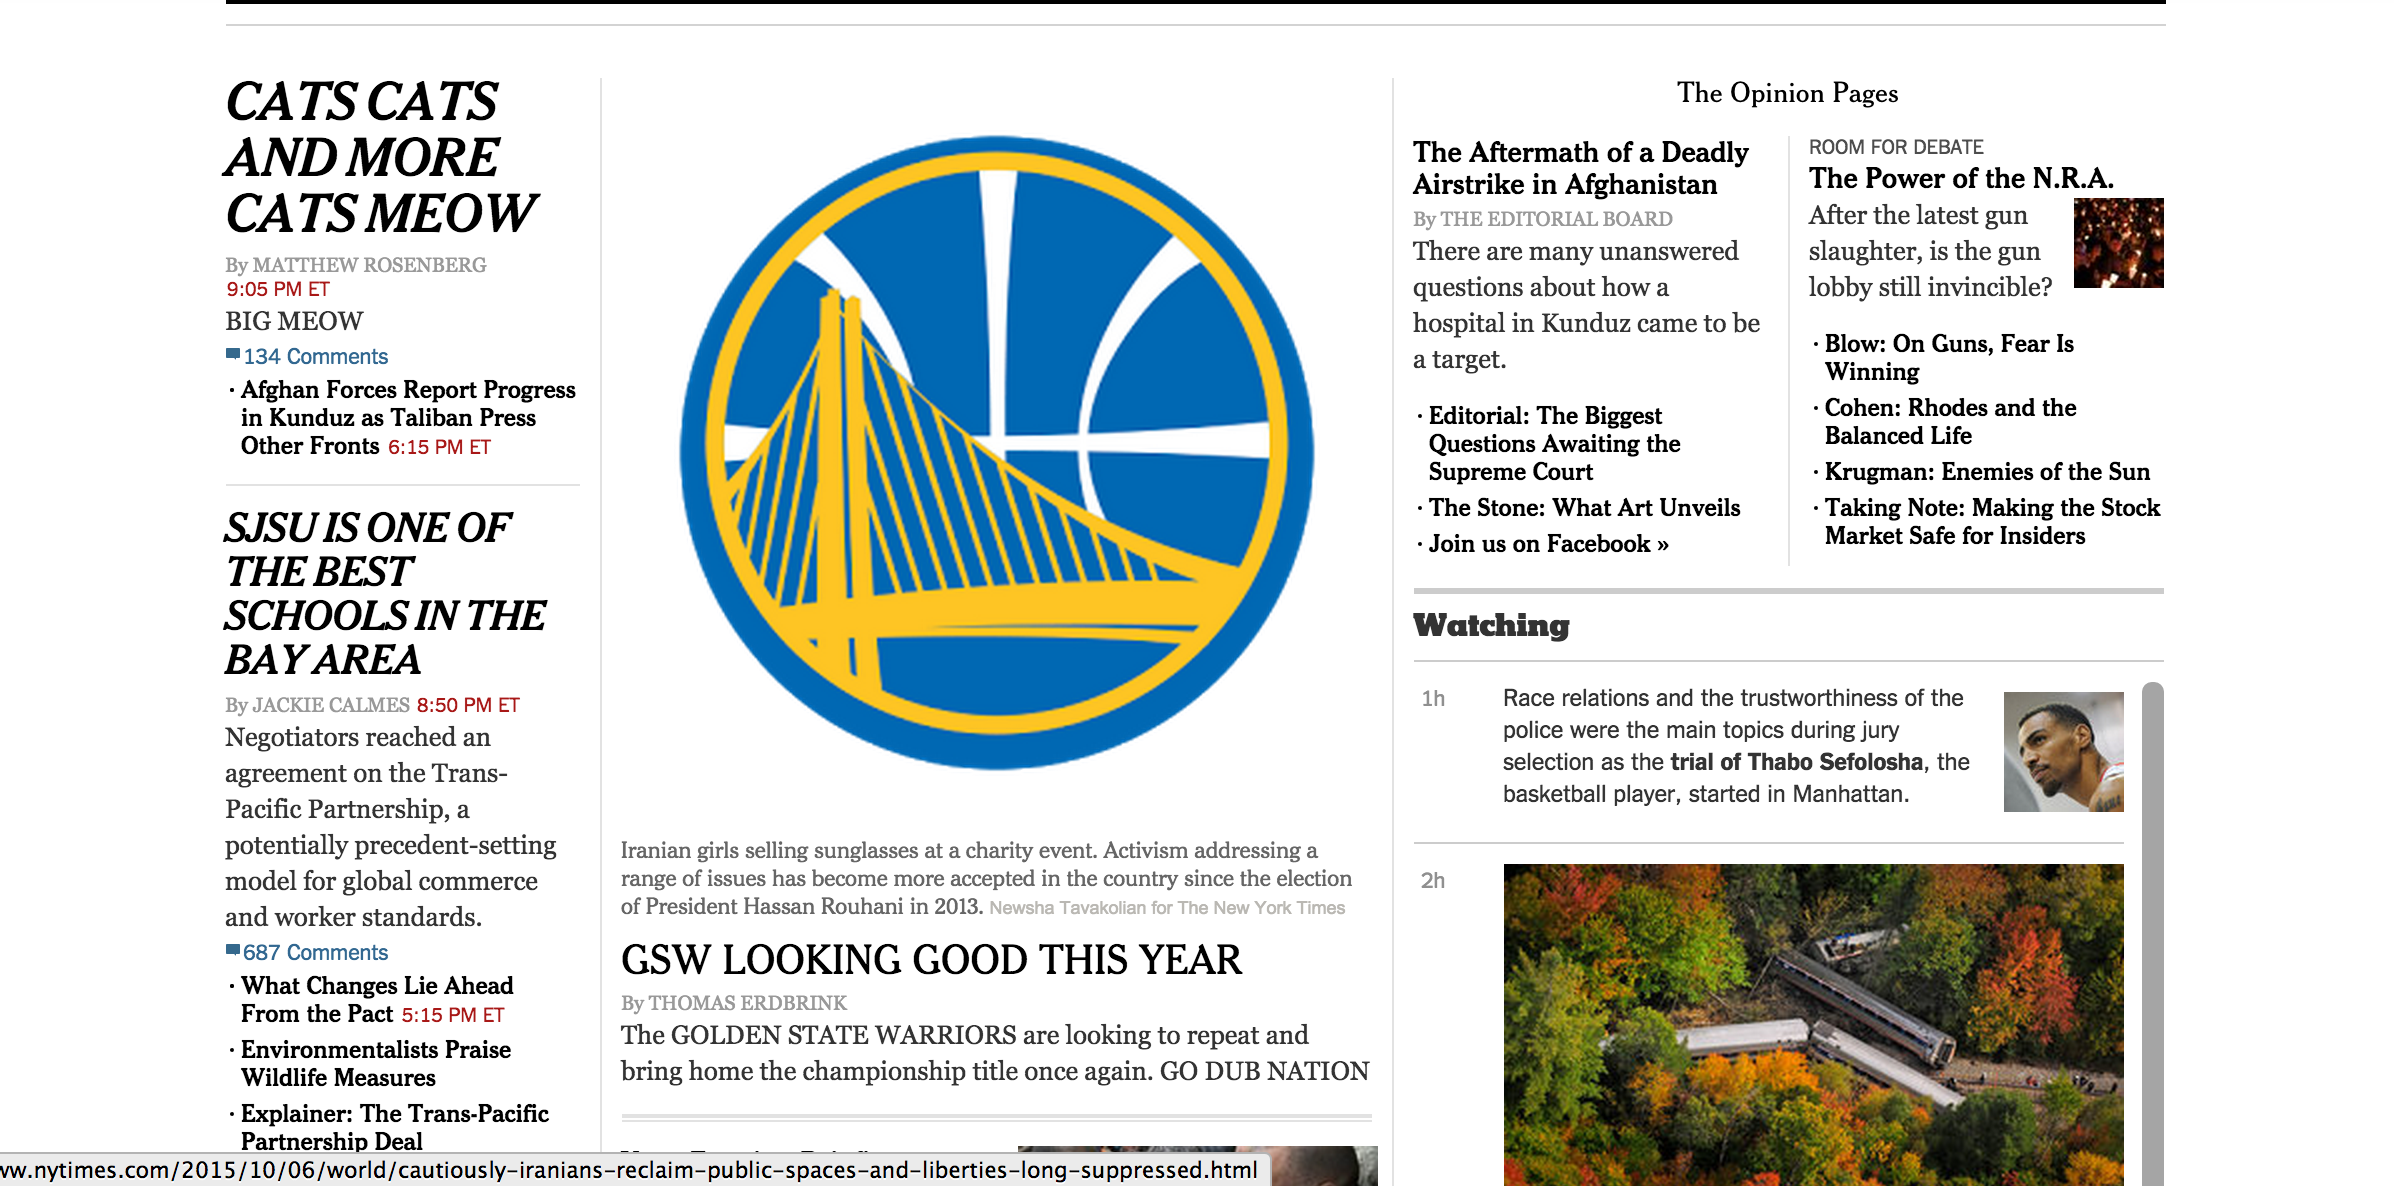 CATS CATS
AND MORE
CATS MEOW
By MATTHEW ROSENBERG
9:05 PM ET
BIG MEOW
134 Comments
· Afghan Forces Report Progress
in Kunduz as Taliban Press
Other Fronts 6:15 PM ET
SJSU IS ONE OF
THE BEST
SCHOOLS IN THE
BAY AREA
By JACKIE CALMES 8:50 PM ET
Negotiators reached an
agreement on the Trans-
Pacific Partnership, a
potentially precedent-setting
model for global commerce
and worker standards.
687 Comments
· What Changes Lie Ahead
From the Pact 5:15 PM ET
· Environmentalists Praise
Wildlife Measures
· Explainer: The Trans-Pacific
Partnership Deal
Iranian girls selling sunglasses at a charity event. Activism addressing a
range of issues has become more accepted in the country since the election
of President Hassan Rouhani in 2013. Newsha Tavakolian for The New York Times
GSW LOOKING GOOD THIS YEAR
By THOMAS ERDBRINK
The GOLDEN STATE WARRIORS are looking to repeat and
bring home the championship title once again. GO DUB NATION
The Opinion Pages
The Aftermath of a Deadly
Airstrike in Afghanistan
By THE EDITORIAL BOARD
There are many unanswered
questions about how a
hospital in Kunduz came to be
a target.
· Editorial: The Biggest
Questions Awaiting the
Supreme Court
· The Stone: What Art Unveils
· Join us on Facebook »
ROOM FOR DEBATE
The Power of the N.R.A.
After the latest gun
slaughter, is the gun
lobby still invincible?
· Blow: On Guns, Fear Is
Winning
· Cohen: Rhodes and the
Balanced Life
· Krugman: Enemies of the Sun
· Taking Note: Making the Stock
Market Safe for Insiders
Watching
1h
Race relations and the trustworthiness of the
police were the main topics during jury
selection as the trial of Thabo Sefolosha, the
basketball player, started in Manhattan.
2h
ww.nytimes.com/2015/10/06/world/cautiously-iranians-reclaim-public-spaces-and-liberties-long-suppressed.html